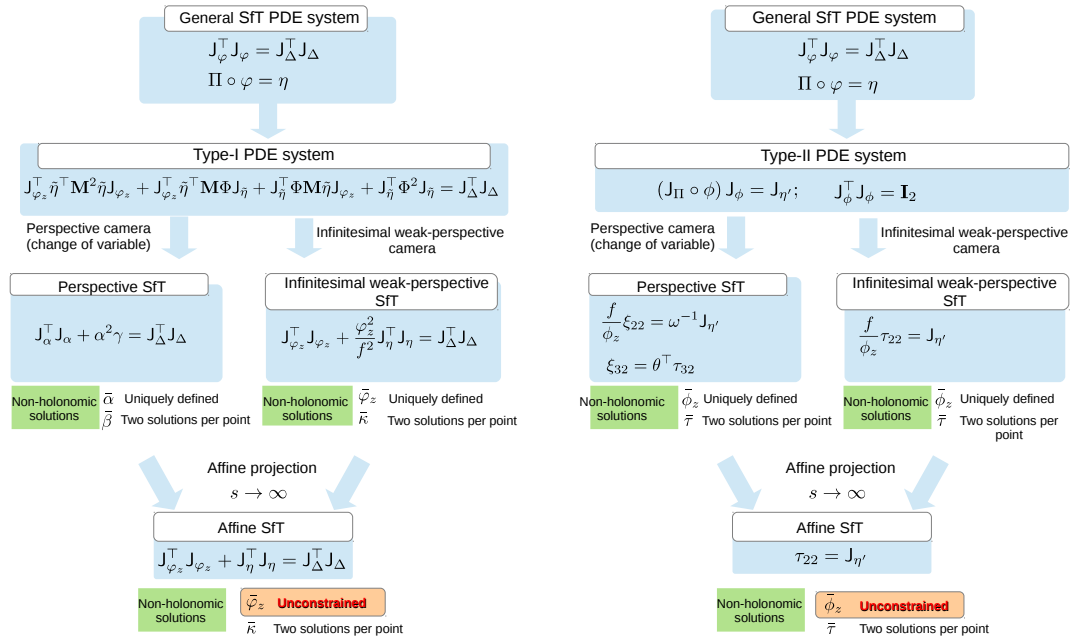 General SfT PDE system
J_φ^⊤ J_φ = J_Δ^⊤ J_Δ
Π ∘ φ = η
Type-I PDE system
J_{φ_z}^⊤ η̃^⊤ M² η̃ J_{φ_z} + J_{φ_z}^⊤ η̃^⊤ MΦJ_η̃ + J_η̃^⊤ ΦMη̃ J_{φ_z} + J_η̃^⊤ Φ² J_η̃ = J_Δ^⊤ J_Δ
Perspective camera
(change of variable)
Infinitesimal weak-perspective
camera
Perspective SfT
J_α^⊤ J_α + α²γ = J_Δ^⊤ J_Δ
Infinitesimal weak-perspective
SfT
J_{φ_z}^⊤ J_{φ_z} + φ_z²/f² J_η^⊤ J_η = J_Δ^⊤ J_Δ
Non-holonomic
solutions
ᾱ Uniquely defined
β̄ Two solutions per point
Non-holonomic
solutions
φ̄_z Uniquely defined
κ̄ Two solutions per point
Affine projection
s → ∞
Affine SfT
J_{φ_z}^⊤ J_{φ_z} + J_η^⊤ J_η = J_Δ^⊤ J_Δ
Non-holonomic
solutions
φ̄_z Unconstrained
κ̄ Two solutions per point
General SfT PDE system
J_φ^⊤ J_φ = J_Δ^⊤ J_Δ
Π ∘ φ = η
Type-II PDE system
(J_Π ∘ ϕ) J_ϕ = J_η′; J_ϕ^⊤ J_ϕ = I₂
Perspective camera
(change of variable)
Infinitesimal weak-perspective
camera
Perspective SfT
f/ϕ_z ξ₂₂ = ω⁻¹ J_η′
ξ₃₂ = θ^⊤ τ₃₂
Infinitesimal weak-perspective
SfT
f/ϕ_z τ₂₂ = J_η′
Non-holonomic
solutions
ϕ̄_z Uniquely defined
τ̄ Two solutions per point
Non-holonomic
solutions
ϕ̄_z Uniquely defined
τ̄ Two solutions per
point
Affine projection
s → ∞
Affine SfT
τ₂₂ = J_η′
Non-holonomic
solutions
ϕ̄_z Unconstrained
τ̄ Two solutions per point